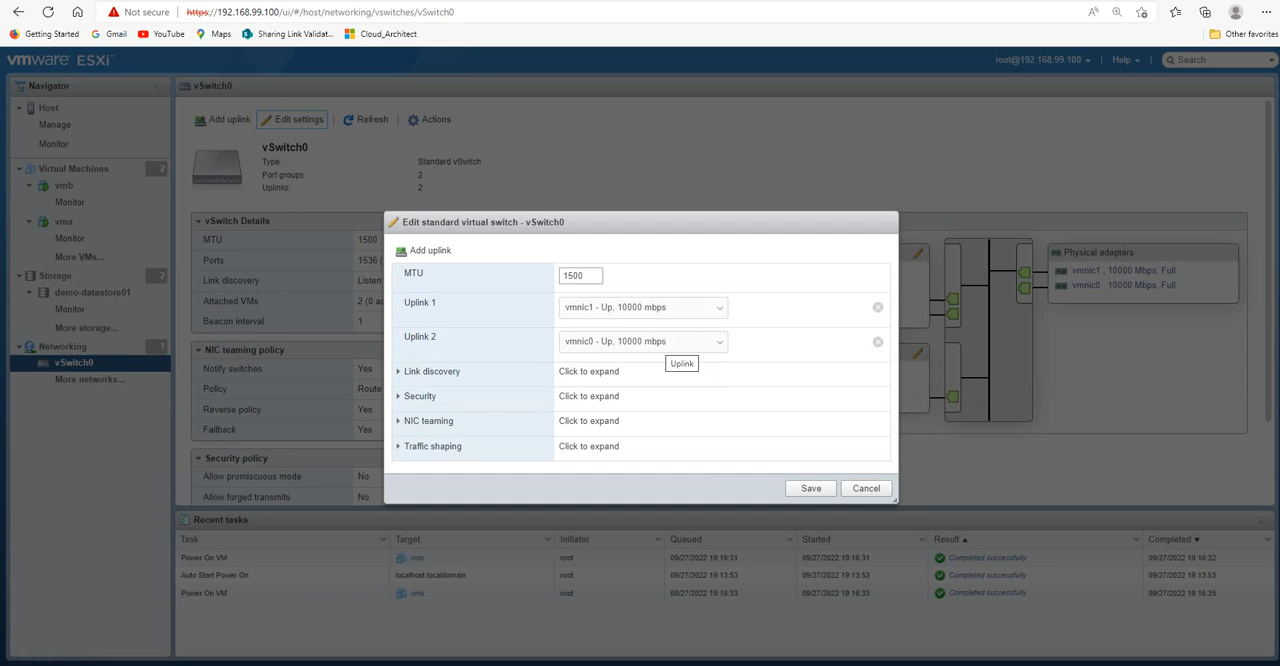 Not secure
https://192.168.99.100/ui/#/host/networking/vswitches/vSwitch0
Getting Started
Gmail
YouTube
Maps
Sharing Link Validat...
Cloud_Architect
Other favorites
vmware ESXi
root@192.168.99.100
Help
Search
Navigator
vSwitch0
Host
Manage
Monitor
Virtual Machines 2
vmb
Monitor
vma
Monitor
More VMs...
Storage 2
demo-datastore01
Monitor
More storage...
Networking 1
vSwitch0
More networks...
Add uplink
Edit settings
Refresh
Actions
vSwitch0
Type: Standard vSwitch
Port groups: 2
Uplinks: 2
vSwitch Details
MTU 1500
Ports 1536 (
Link discovery Listen
Attached VMs 2 (0 a
Beacon interval 1
NIC teaming policy
Notify switches Yes
Policy Route
Reverse policy Yes
Failback Yes
Security policy
Allow promiscuous mode No
Allow forged transmits No
Edit standard virtual switch - vSwitch0
Add uplink
MTU 1500
Uplink 1 vmnic1 - Up, 10000 mbps
Uplink 2 vmnic0 - Up, 10000 mbps
Uplink
Link discovery Click to expand
Security Click to expand
NIC teaming Click to expand
Traffic shaping Click to expand
Save
Cancel
Physical adapters
vmnic1 , 10000 Mbps, Full
vmnic0 , 10000 Mbps, Full
Recent tasks
Task Target Initiator Queued Started Result Completed
Power On VM vmb root 09/27/2022 19:16:31 09/27/2022 19:16:31 Completed successfully 09/27/2022 19:16:32
Auto Start Power On localhost.localdomain root 09/27/2022 19:13:53 09/27/2022 19:13:53 Completed successfully 09/27/2022 19:13:53
Power On VM vma root 09/27/2022 19:16:33 09/27/2022 19:16:33 Completed successfully 09/27/2022 19:16:35